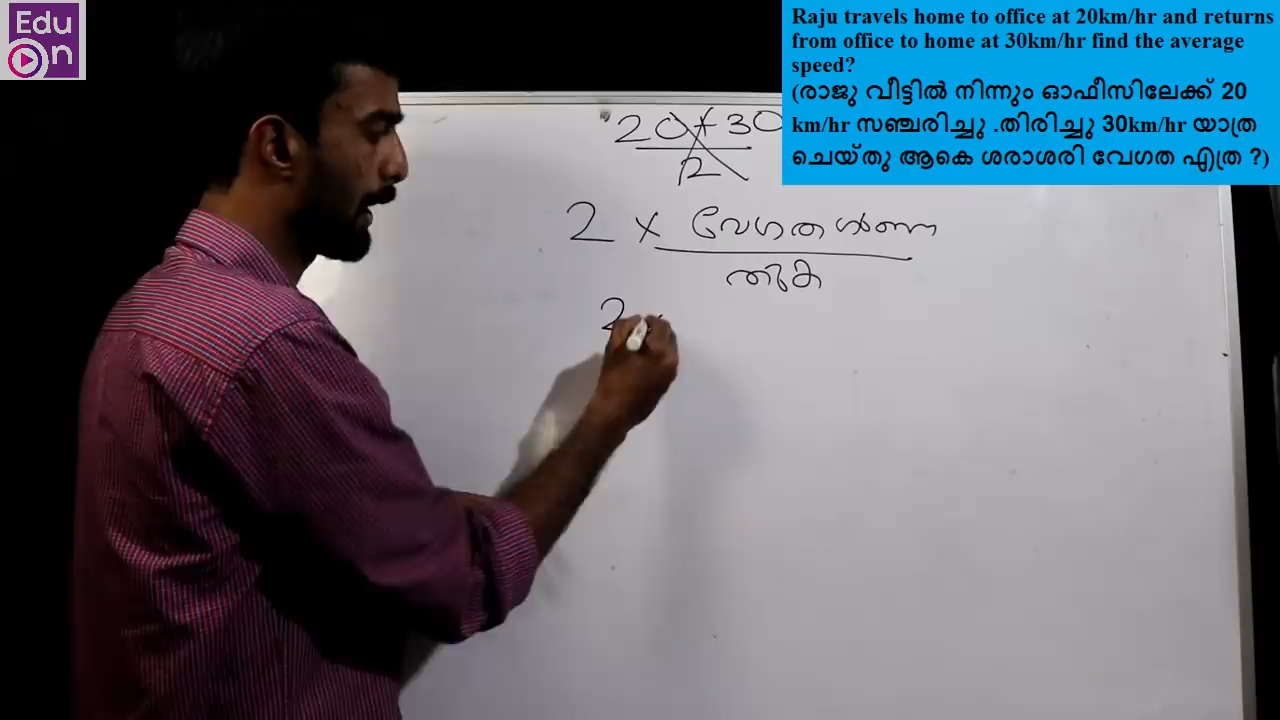 Edu
On
Raju travels home to office at 20km/hr and returns
from office to home at 30km/hr find the average
speed?
(രാജു വീട്ടിൽ നിന്നും ഓഫീസിലേക്ക് 20
km/hr സഞ്ചരിച്ചു .തിരിച്ചു 30km/hr യാത്ര
ചെയ്തു ആകെ ശരാശരി വേഗത എത്ര ?)
20+30
2
2 × വേഗത
തുക
2